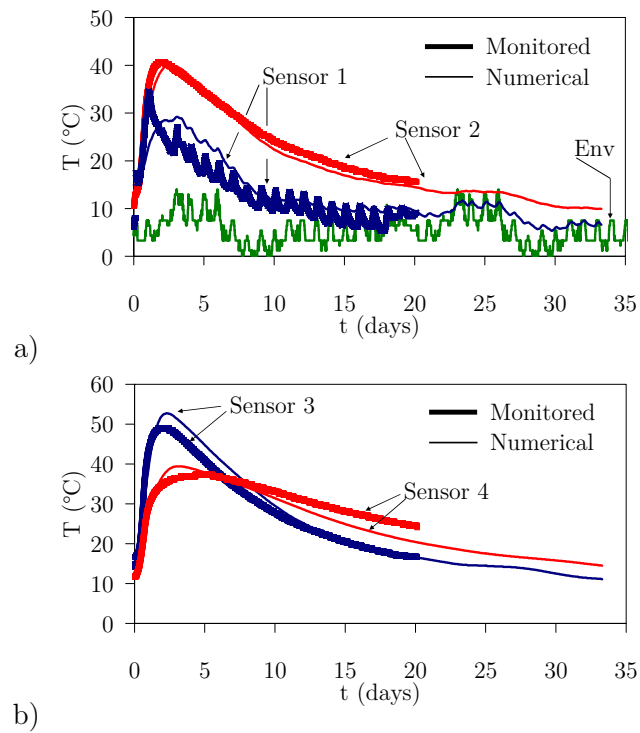 50
40
30
20
10
0
T (°C)
Monitored
Numerical
Sensor 1
Sensor 2
Env
0 5 10 15 20 25 30 35
t (days)
a)
60
50
40
30
20
10
0
T (°C)
Sensor 3
Monitored
Numerical
Sensor 4
0 5 10 15 20 25 30 35
t (days)
b)